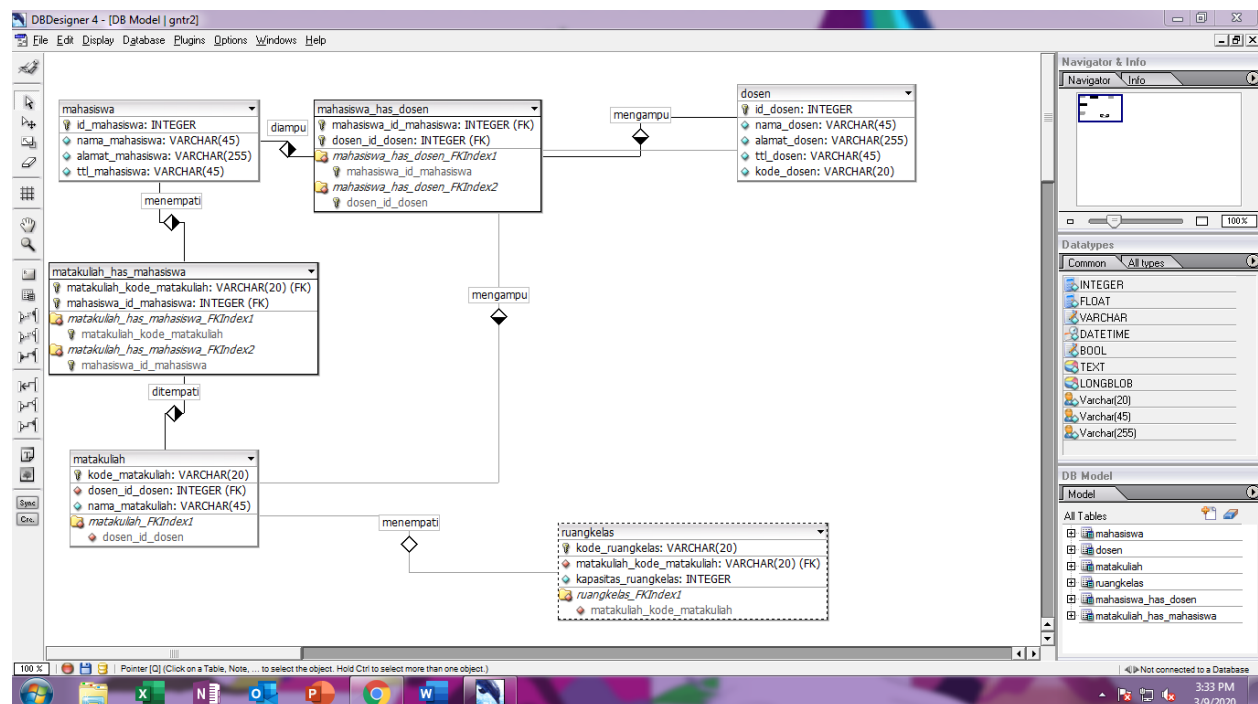 DBDesigner 4 - [DB Model | gntr2]
File Edit Display Database Plugins Options Windows Help
mahasiswa
id_mahasiswa: INTEGER
nama_mahasiswa: VARCHAR(45)
alamat_mahasiswa: VARCHAR(255)
ttl_mahasiswa: VARCHAR(45)
diampu
mahasiswa_has_dosen
mahasiswa_id_mahasiswa: INTEGER (FK)
dosen_id_dosen: INTEGER (FK)
mahasiswa_has_dosen_FKIndex1
mahasiswa_id_mahasiswa
mahasiswa_has_dosen_FKIndex2
dosen_id_dosen
mengampu
dosen
id_dosen: INTEGER
nama_dosen: VARCHAR(45)
alamat_dosen: VARCHAR(255)
ttl_dosen: VARCHAR(45)
kode_dosen: VARCHAR(20)
menempati
matakuliah_has_mahasiswa
matakuliah_kode_matakuliah: VARCHAR(20) (FK)
mahasiswa_id_mahasiswa: INTEGER (FK)
matakuliah_has_mahasiswa_FKIndex1
matakuliah_kode_matakuliah
matakuliah_has_mahasiswa_FKIndex2
mahasiswa_id_mahasiswa
mengampu
ditempati
matakuliah
kode_matakuliah: VARCHAR(20)
dosen_id_dosen: INTEGER (FK)
nama_matakuliah: VARCHAR(45)
matakuliah_FKIndex1
dosen_id_dosen
menempati
ruangkelas
kode_ruangkelas: VARCHAR(20)
matakuliah_kode_matakuliah: VARCHAR(20) (FK)
kapasitas_ruangkelas: INTEGER
ruangkelas_FKIndex1
matakuliah_kode_matakuliah
Navigator & Info
Navigator Info
100%
Datatypes
Common All types
INTEGER
FLOAT
VARCHAR
DATETIME
BOOL
TEXT
LONGBLOB
Varchar(20)
Varchar(45)
Varchar(255)
DB Model
Model
All Tables
mahasiswa
dosen
matakuliah
ruangkelas
mahasiswa_has_dosen
matakuliah_has_mahasiswa
Sync
Crc.
100 % Pointer [Q] (Click on a Table, Note, ... to select the object. Hold Ctrl to select more than one object.) Not connected to a Database
3:33 PM
3/9/2020